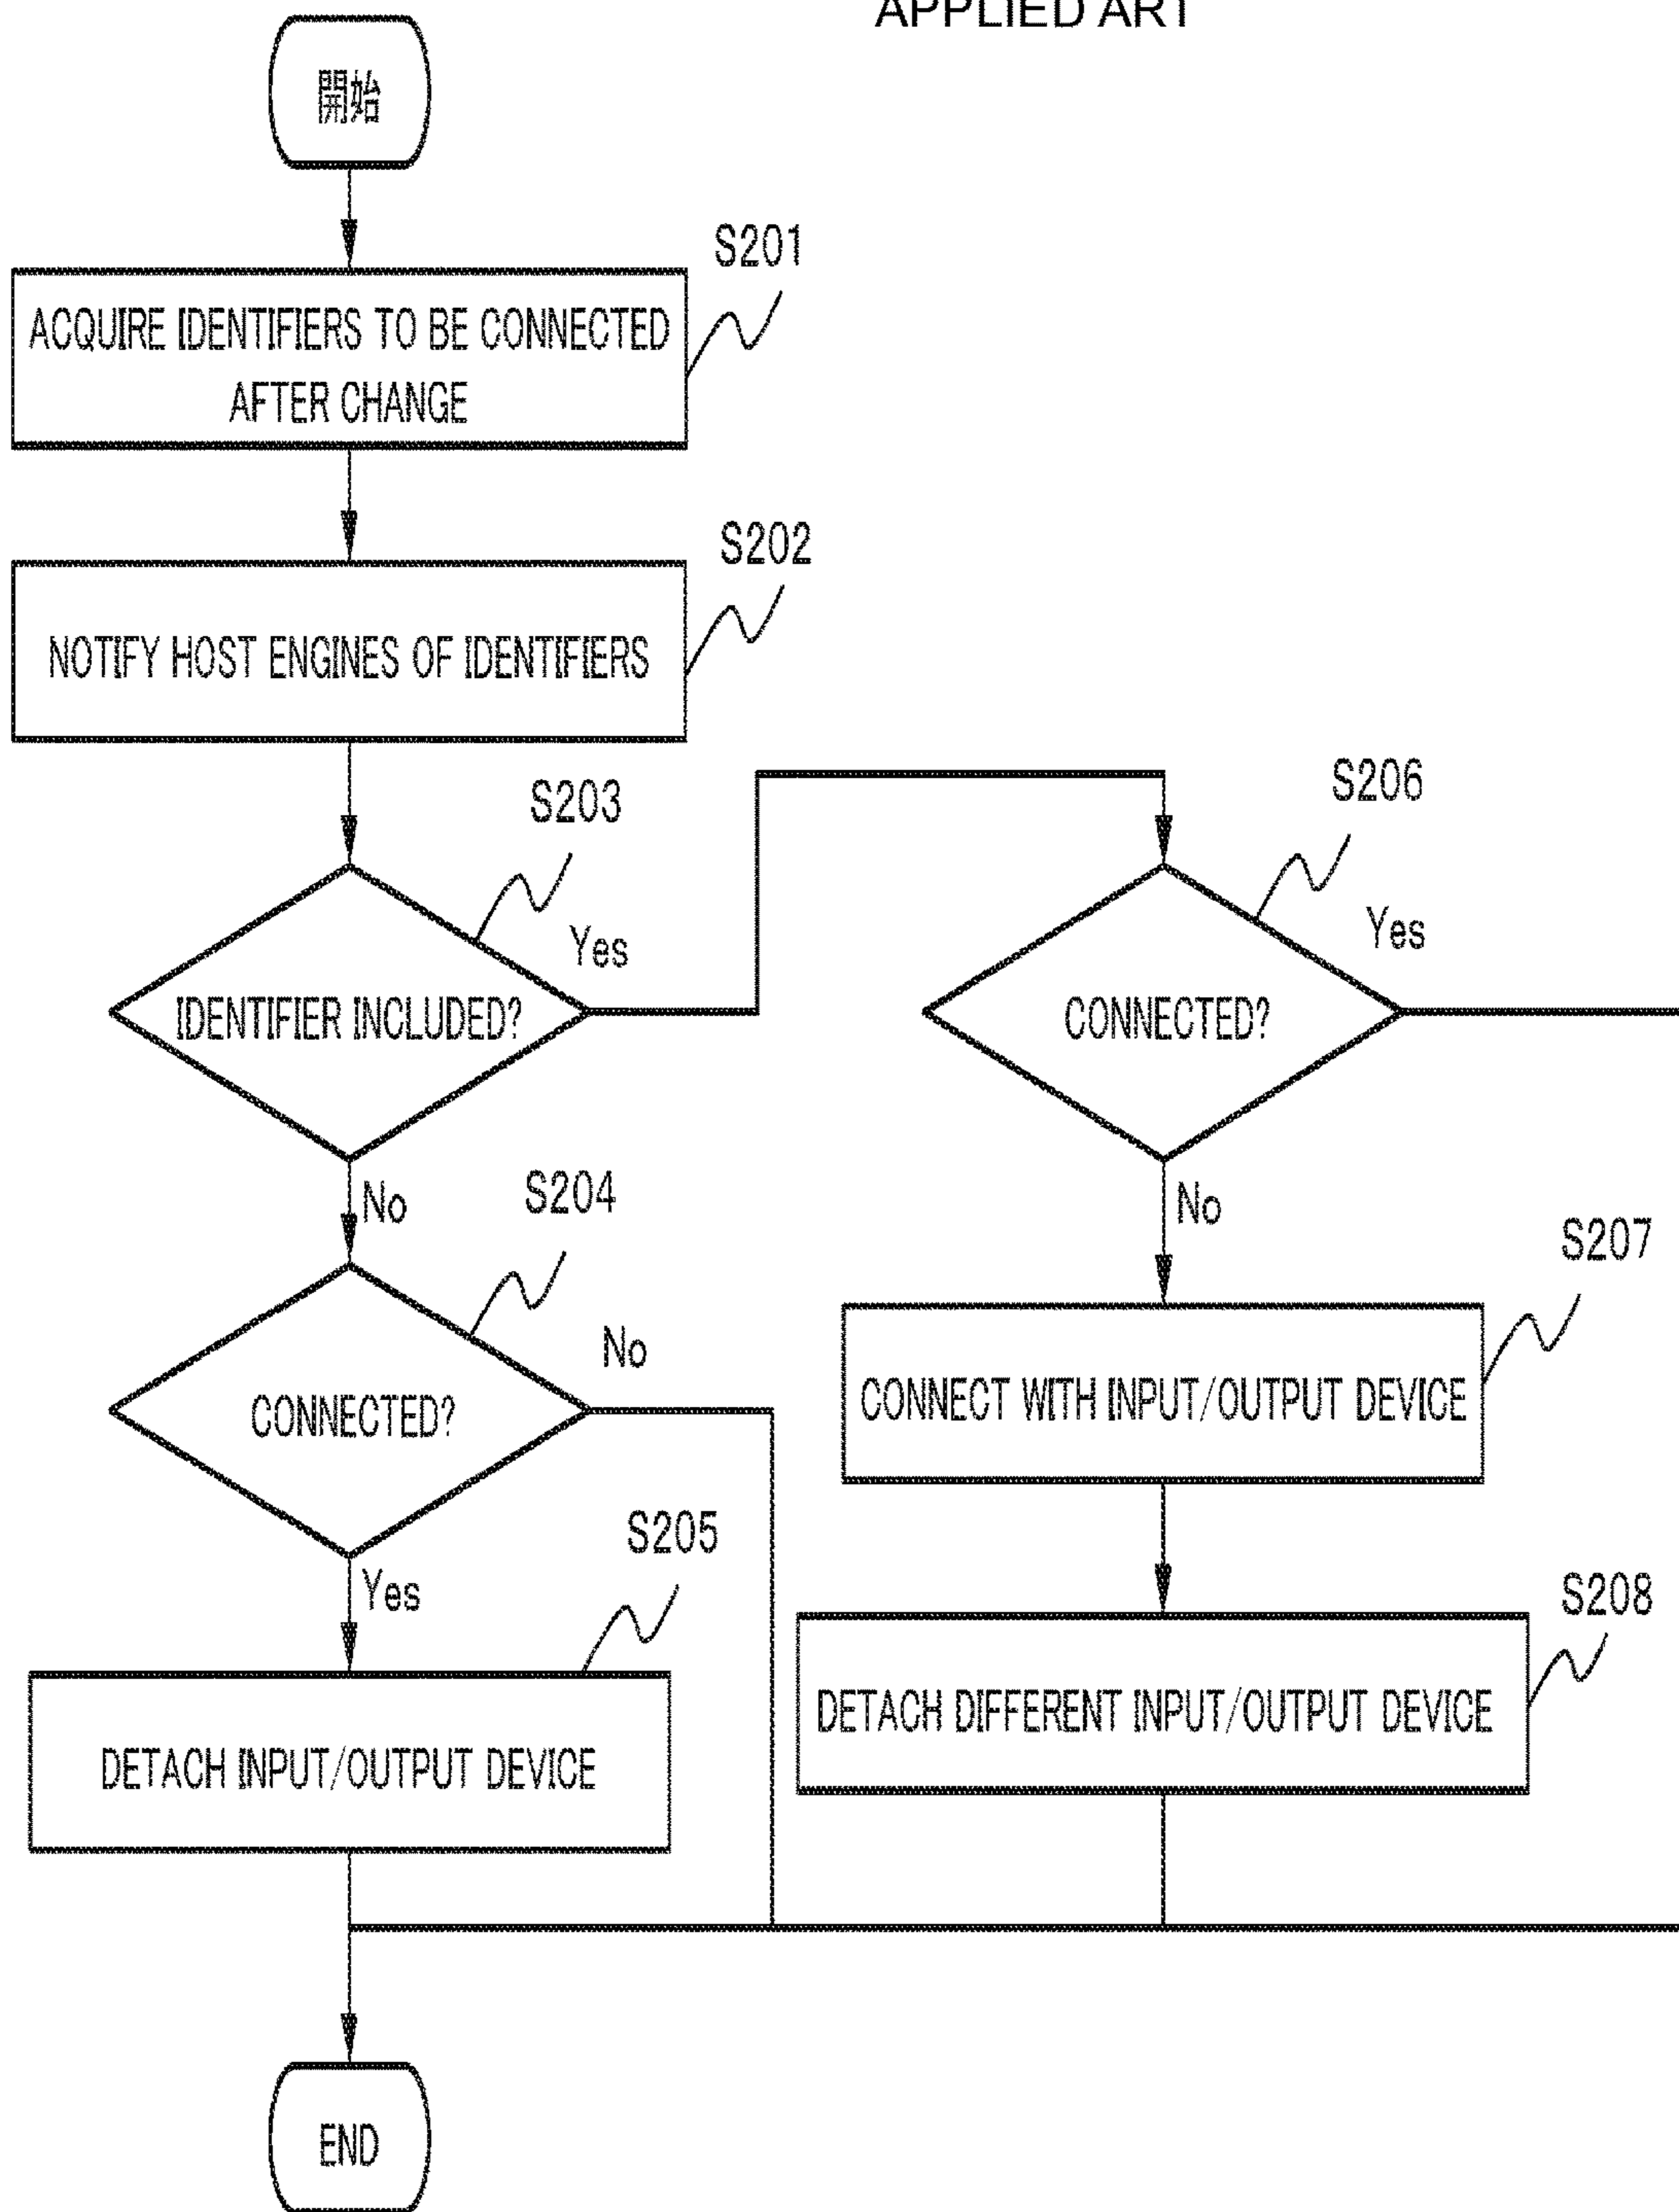 APPLIED ART
開始
S201
ACQUIRE IDENTIFIERS TO BE CONNECTED
AFTER CHANGE
S202
NOTIFY HOST ENGINES OF IDENTIFIERS
S203
IDENTIFIER INCLUDED?
Yes
No
S204
CONNECTED?
No
Yes
S205
DETACH INPUT/OUTPUT DEVICE
S206
CONNECTED?
Yes
No
S207
CONNECT WITH INPUT/OUTPUT DEVICE
S208
DETACH DIFFERENT INPUT/OUTPUT DEVICE
END